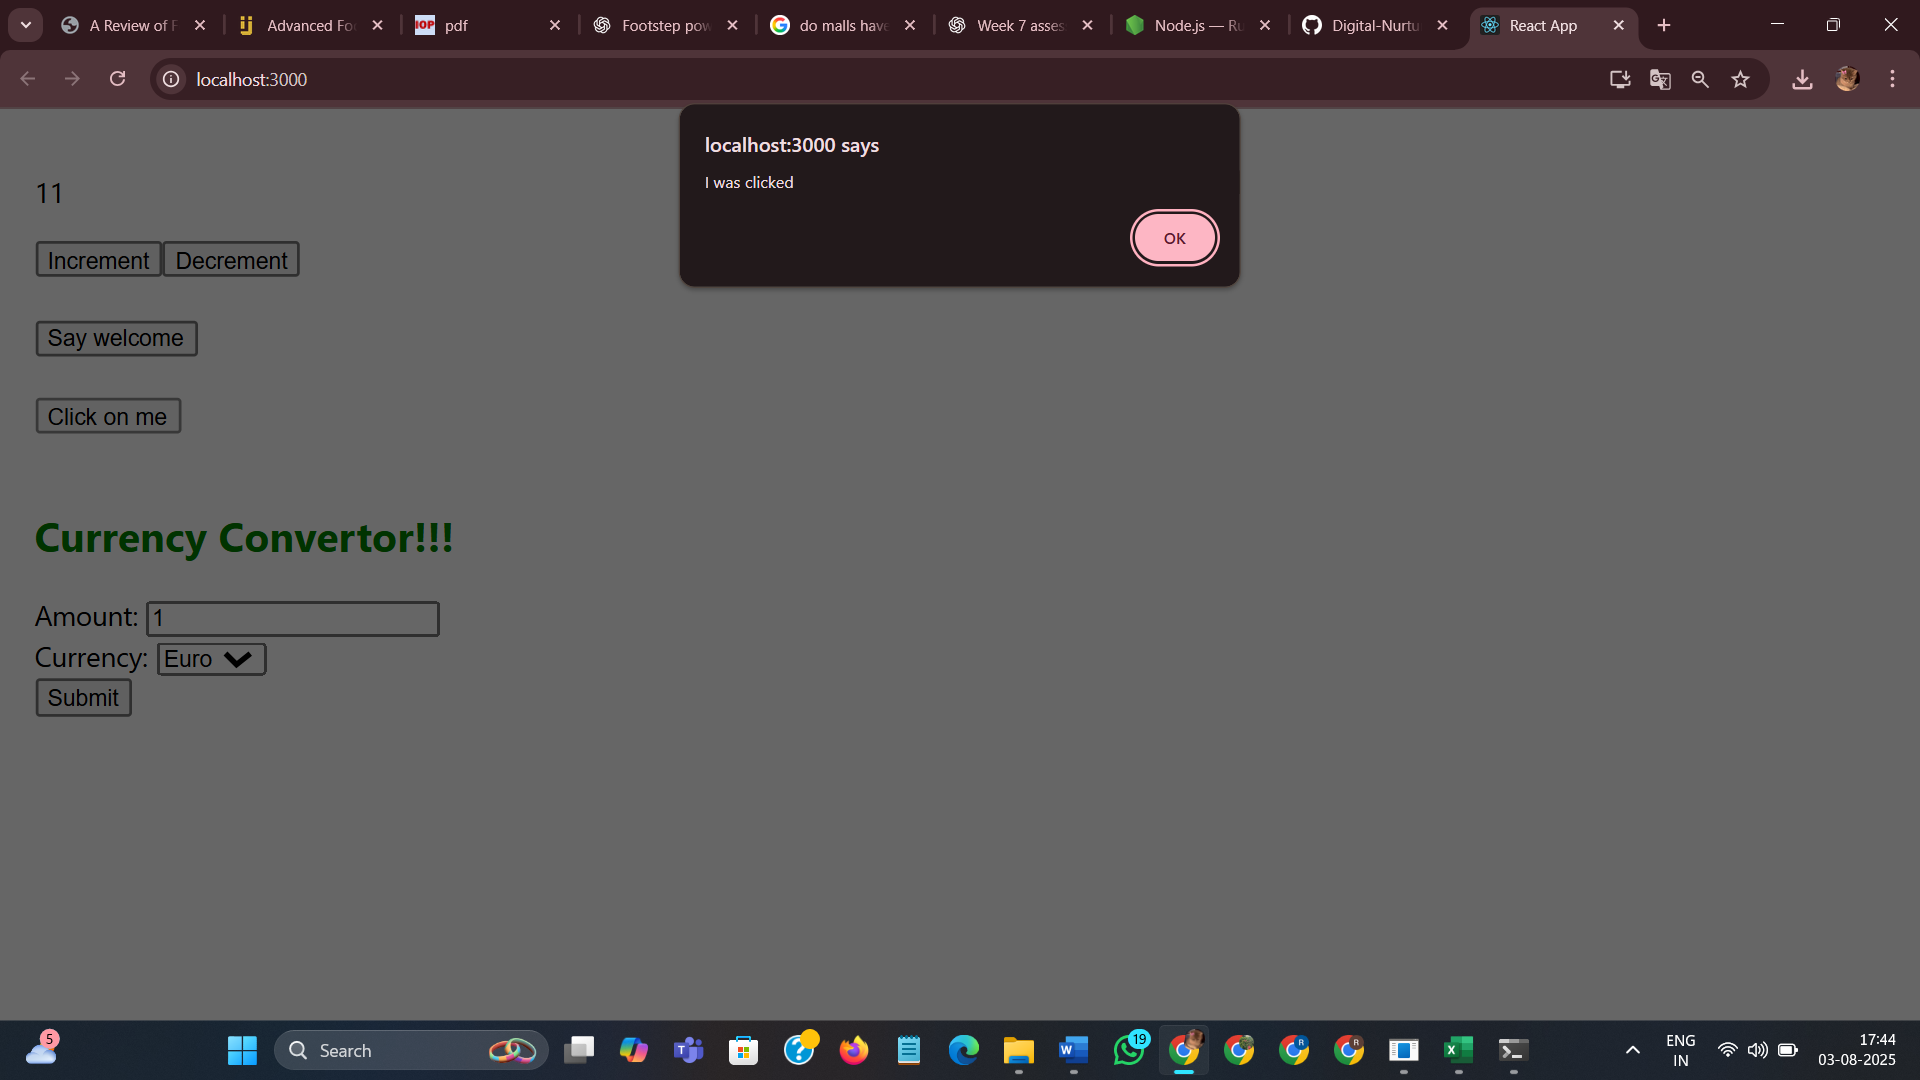 A Review of F
Advanced Fo
IOP pdf
Footstep pow
do malls have
Week 7 asses
Node.js — Ru
Digital-Nurtu
React App
localhost:3000
localhost:3000 says
I was clicked
OK
11
Increment Decrement
Say welcome
Click on me
Currency Convertor!!!
Amount: 1
Currency: Euro
Submit
5
Search
19
R
R
ENG
IN
17:44
03-08-2025